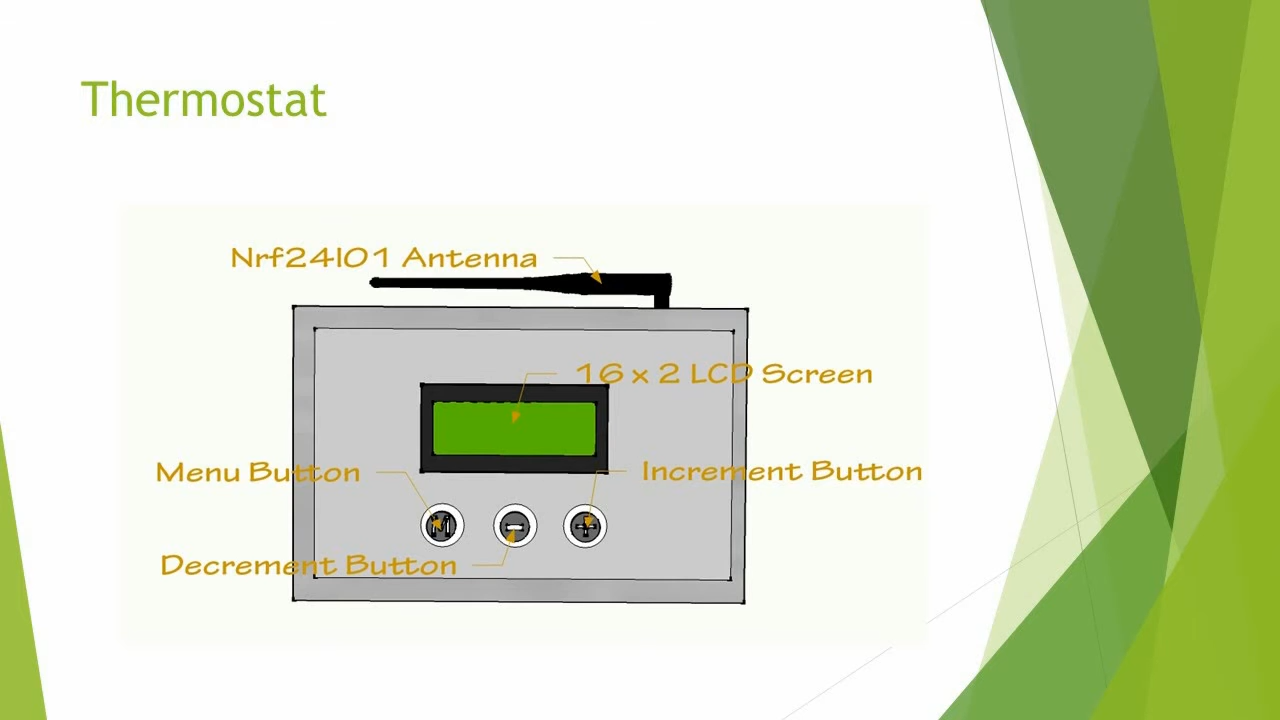 Thermostat
Nrf24l01 Antenna
16 x 2 LCD Screen
Menu Button
Increment Button
M - +
Decrement Button